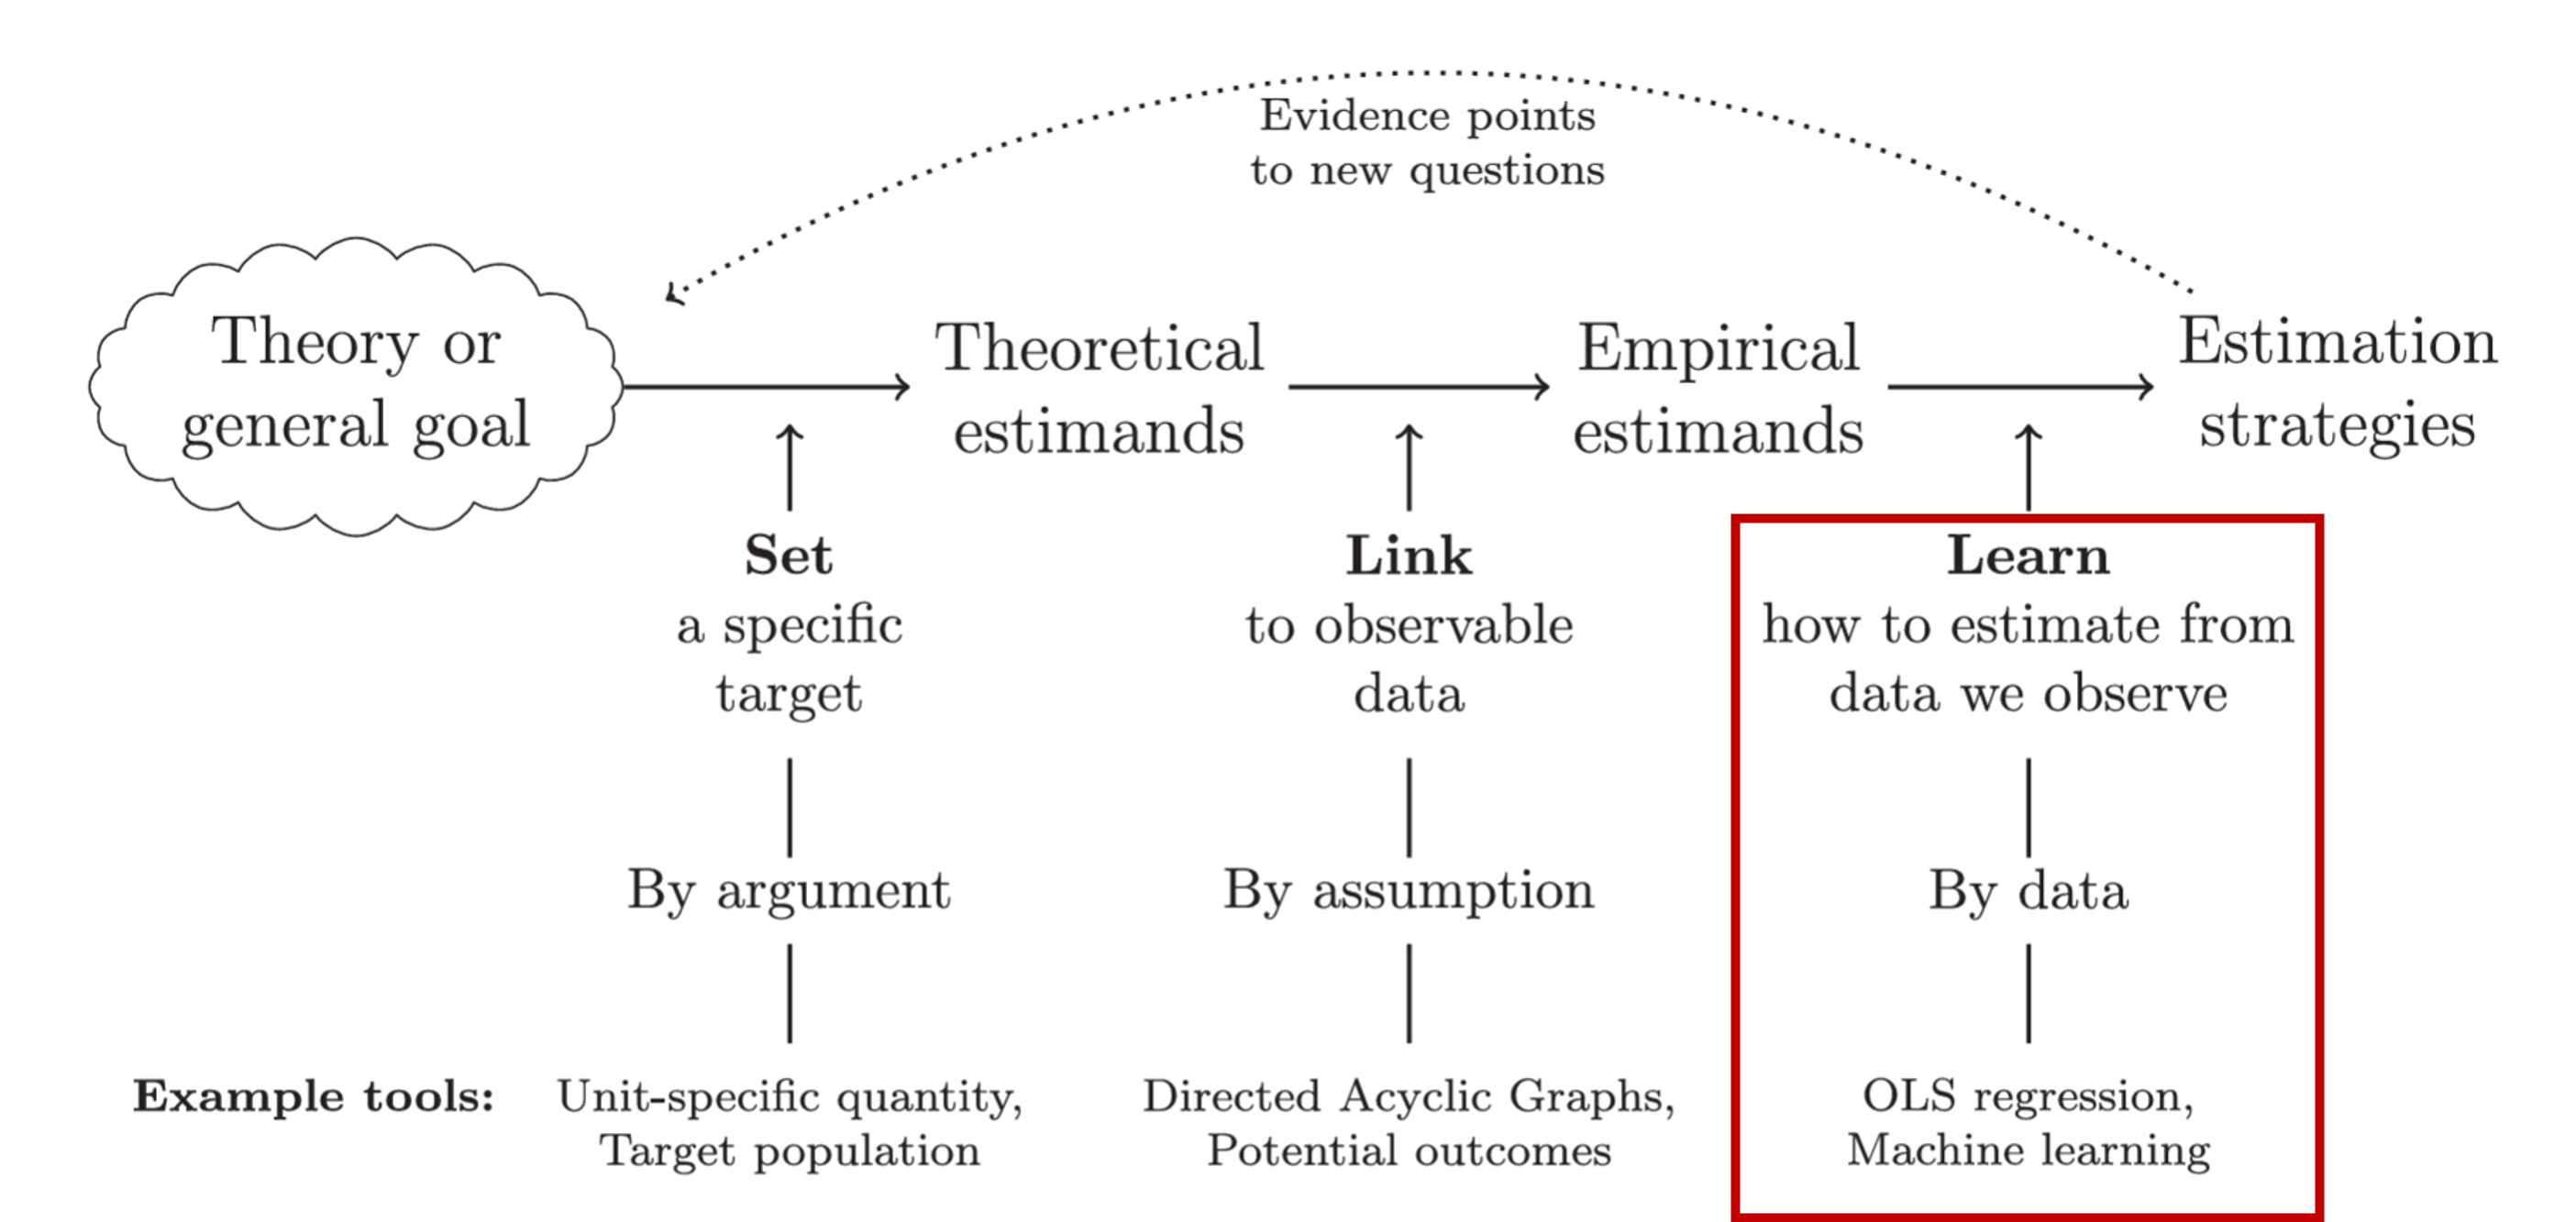 Evidence points
to new questions
Theory or
general goal
Theoretical
estimands
Empirical
estimands
Estimation
strategies
Set
a specific
target
Link
to observable
data
Learn
how to estimate from
data we observe
By argument
By assumption
By data
Example tools:
Unit-specific quantity,
Target population
Directed Acyclic Graphs,
Potential outcomes
OLS regression,
Machine learning